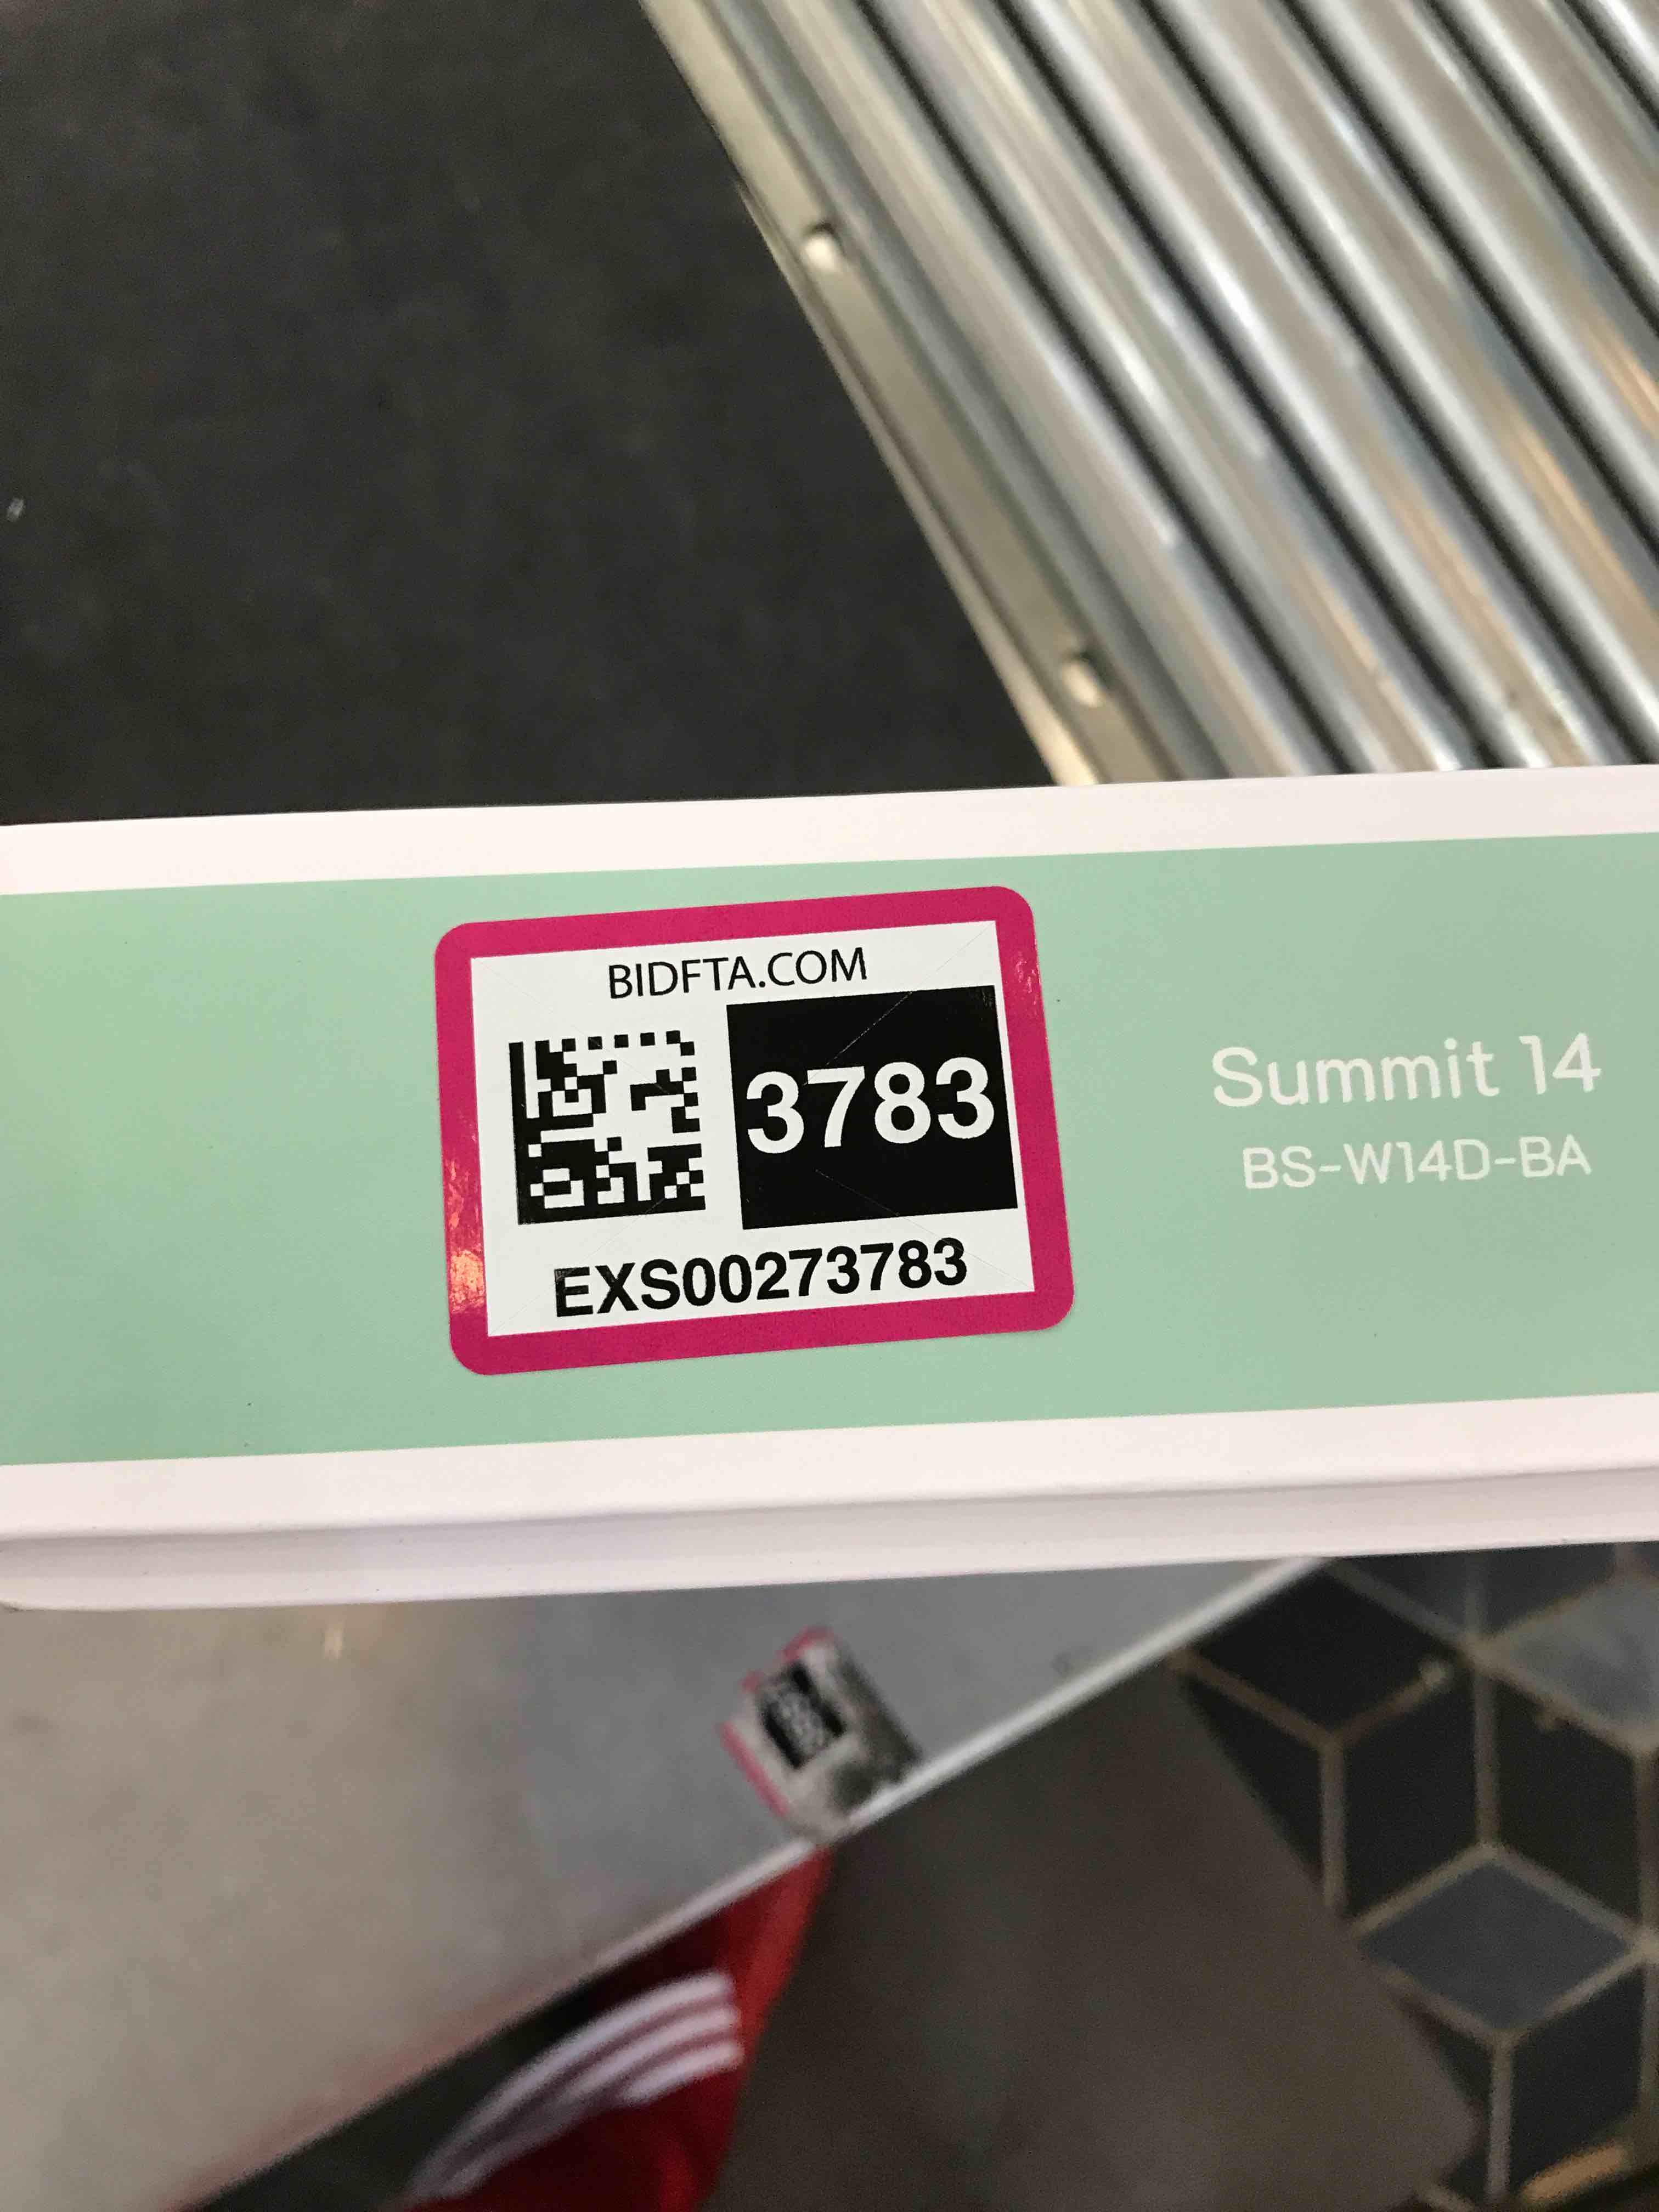 BIDFTA.COM
3783
EXS00273783
Summit 14
BS-W14D-BA